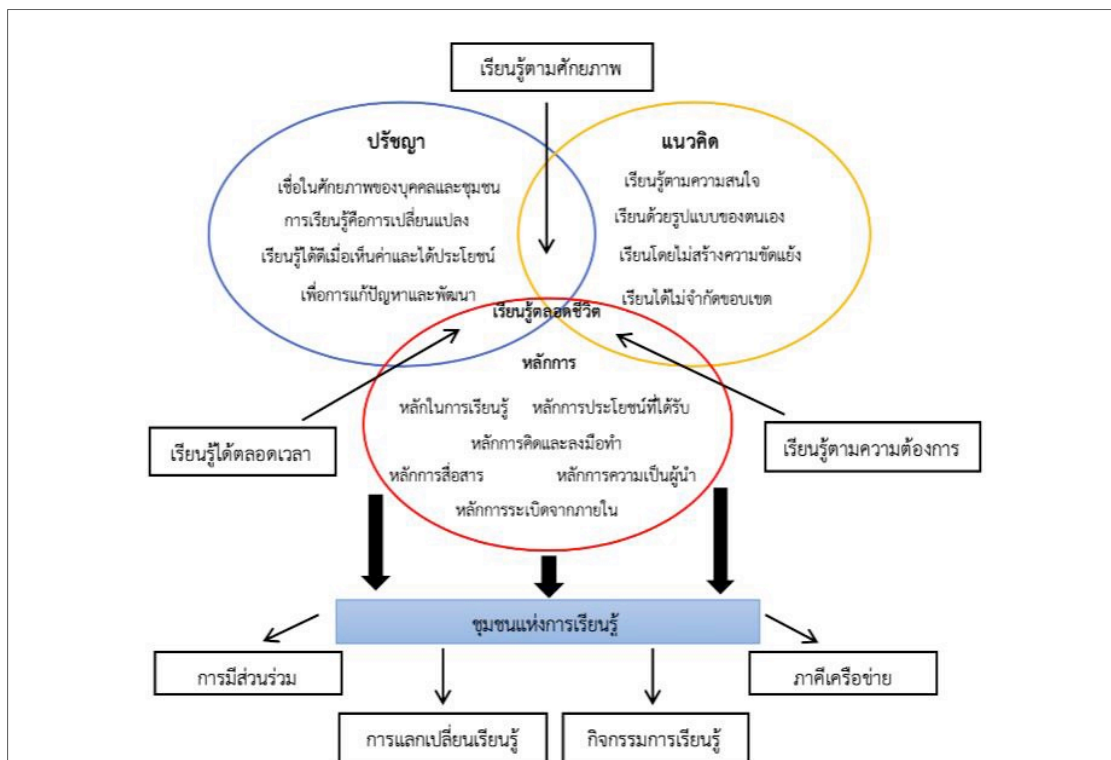 เรียนรู้ตามศักยภาพ
ปรัชญา
เชื่อในศักยภาพของบุคคลและชุมชน
การเรียนรู้คือการเปลี่ยนแปลง
เรียนรู้ได้ดีเมื่อเห็นค่าและได้ประโยชน์
เพื่อการแก้ปัญหาและพัฒนา
แนวคิด
เรียนรู้ตามความสนใจ
เรียนด้วยรูปแบบของตนเอง
เรียนโดยไม่สร้างความขัดแย้ง
เรียนได้ไม่จำกัดขอบเขต
เรียนรู้ตลอดชีวิต
หลักการ
หลักในการเรียนรู้ หลักการประโยชน์ที่ได้รับ
หลักการคิดและลงมือทำ
หลักการสื่อสาร หลักการความเป็นผู้นำ
หลักการระเบิดจากภายใน
เรียนรู้ได้ตลอดเวลา
เรียนรู้ตามความต้องการ
ชุมชนแห่งการเรียนรู้
การมีส่วนร่วม
ภาคีเครือข่าย
การแลกเปลี่ยนเรียนรู้
กิจกรรมการเรียนรู้